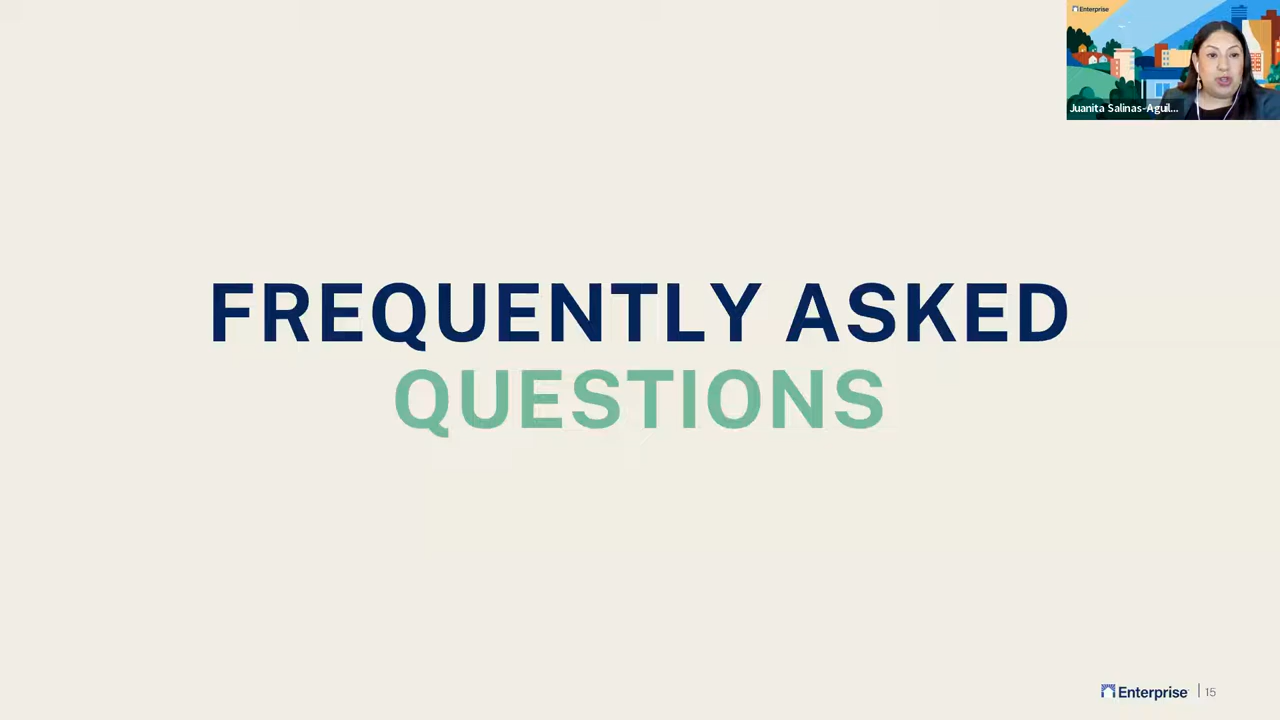 Enterprise
Juanita Salinas-Aguil...
FREQUENTLY ASKED
QUESTIONS
Enterprise | 15